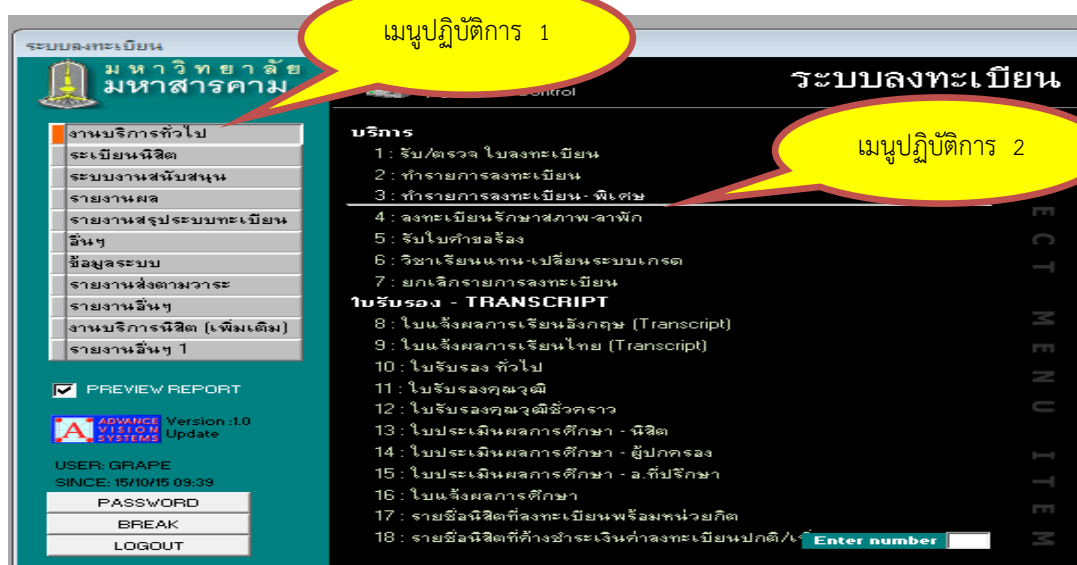 เมนูปฏิบัติการ 1
ระบบลงทะเบียน
มหาวิทยาลัย
มหาสารคาม
ระบบลงทะเบียน
เมนูปฏิบัติการ 2
งานบริการทั่วไป
ระเบียนนิสิต
ระบบงานสนับสนุน
รายงานผล
รายงานสรุประบบทะเบียน
อื่นๆ
ข้อมูลระบบ
รายงานส่งตามวาระ
รายงานอื่นๆ
งานบริการนิสิต (เพิ่มเติม)
รายงานอื่นๆ 1
PREVIEW REPORT
ADVANCE VISION SYSTEMS
Version :1.0
Update
USER: GRAPE
SINCE: 15/10/15 09:39
PASSWORD
BREAK
LOGOUT
บริการ
1 : รับ/ตรวจ ใบลงทะเบียน
2 : ทำรายการลงทะเบียน
3 : ทำรายการลงทะเบียน- พิเศษ
4 : ลงทะเบียนรักษาสภาพ-ลาพัก
5 : รับใบคำขอร้อง
6 : วิชาเรียนแทน-เปลี่ยนระบบเกรด
7 : ยกเลิกรายการลงทะเบียน
ใบรับรอง - TRANSCRIPT
8 : ใบแจ้งผลการเรียนอังกฤษ (Transcript)
9 : ใบแจ้งผลการเรียนไทย (Transcript)
10 : ใบรับรอง ทั่วไป
11 : ใบรับรองคุณวุฒิ
12 : ใบรับรองคุณวุฒิชั่วคราว
13 : ใบประเมินผลการศึกษา - นิสิต
14 : ใบประเมินผลการศึกษา - ผู้ปกครอง
15 : ใบประเมินผลการศึกษา - อ.ที่ปรึกษา
16 : ใบแจ้งผลการศึกษา
17 : รายชื่อนิสิตที่ลงทะเบียนพร้อมหน่วยกิต
18 : รายชื่อนิสิตที่ค้างชำระเงินค่าลงทะเบียนปกติ/
Enter number
ECT MENU ITEM